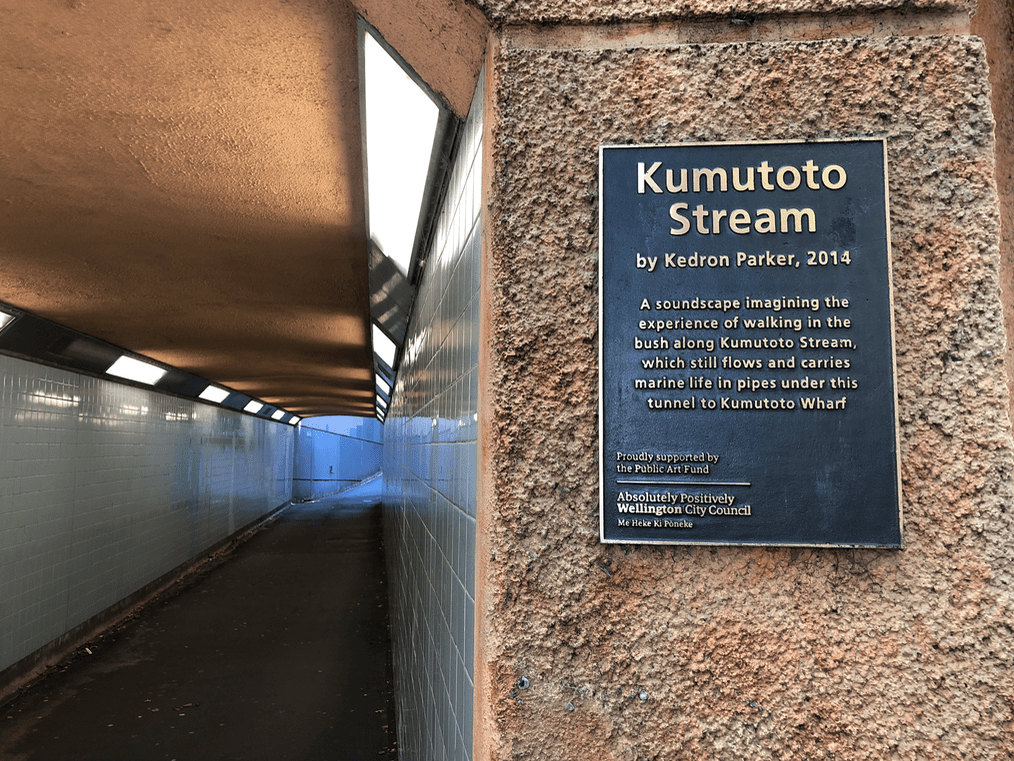 Kumutoto
Stream
by Kedron Parker, 2014
A soundscape imagining the
experience of walking in the
bush along Kumutoto Stream,
which still flows and carries
marine life in pipes under this
tunnel to Kumutoto Wharf
Proudly supported by
the Public Art Fund
Absolutely Positively
Wellington City Council
Me Heke Ki Pōneke